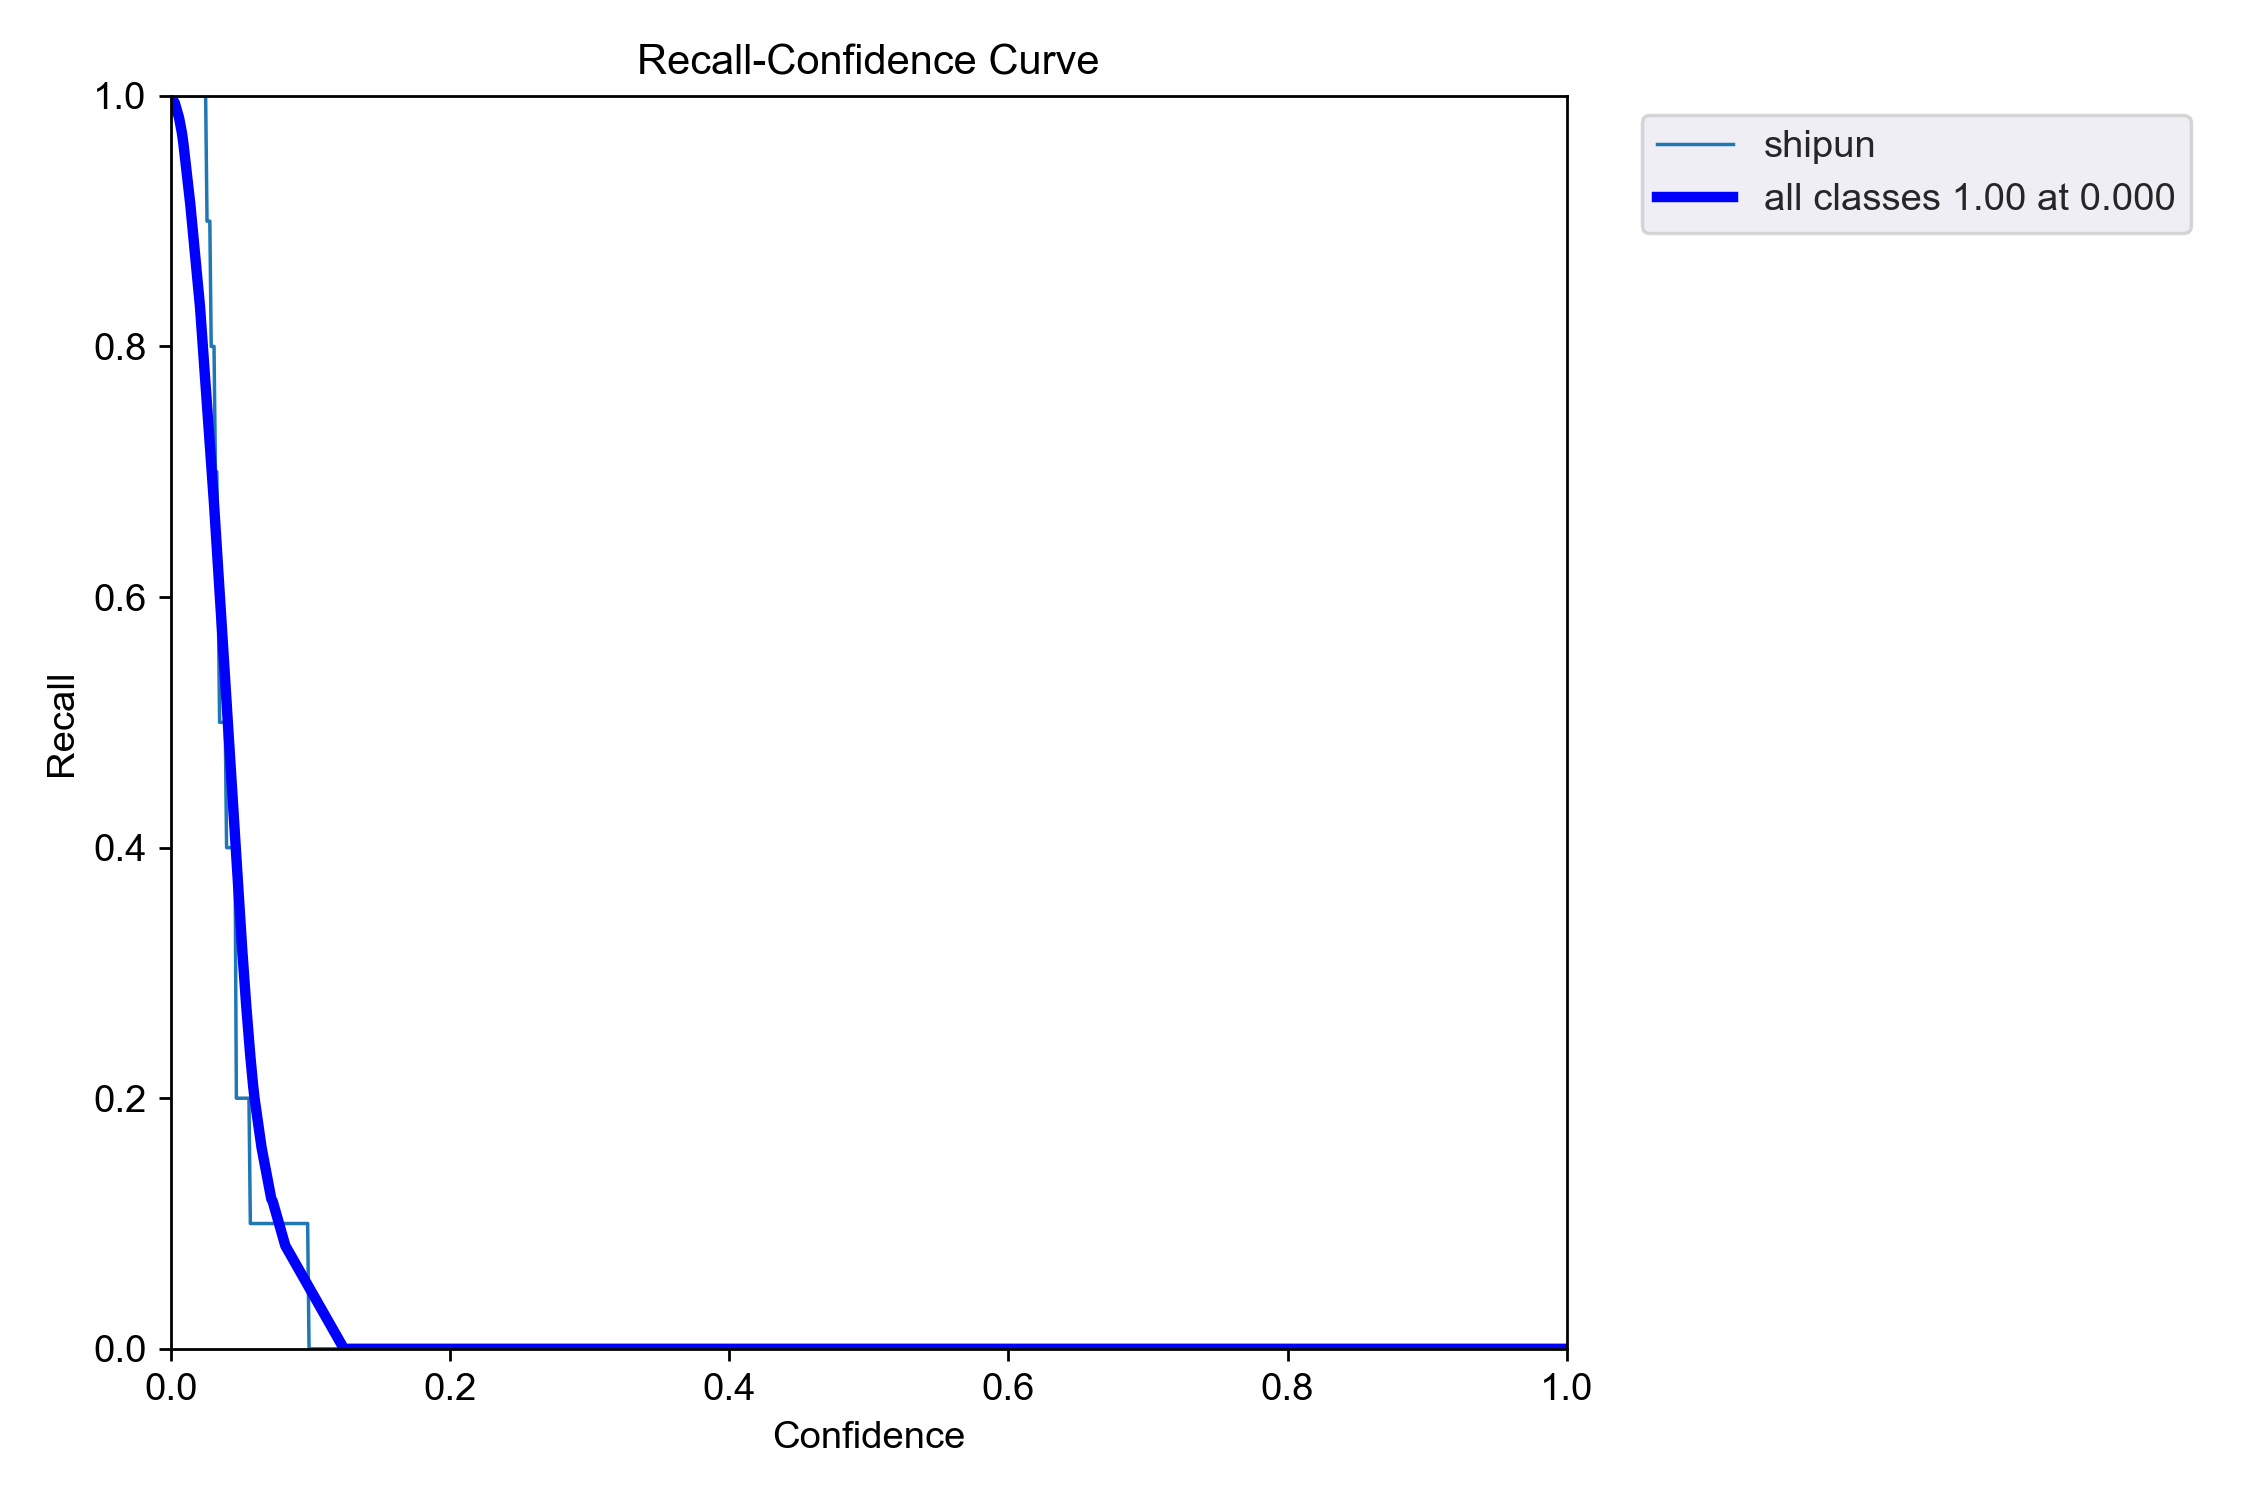 Recall-Confidence Curve
shipun
all classes 1.00 at 0.000
1.0
0.8
0.6
0.4
0.2
0.0
Recall
0.0 0.2 0.4 0.6 0.8 1.0
Confidence